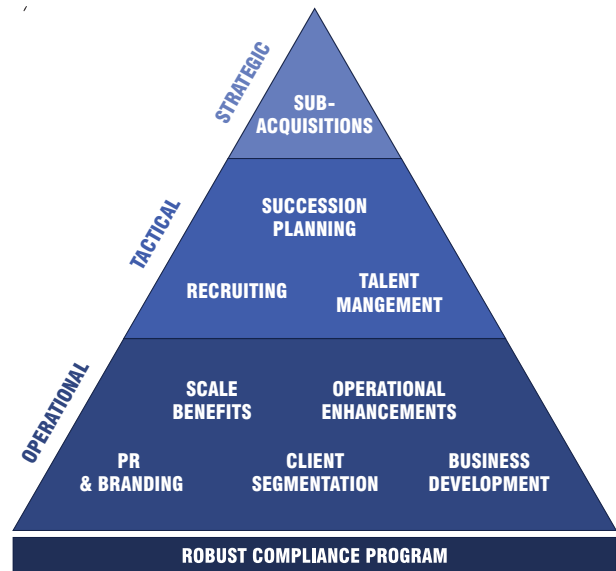 STRATEGIC
SUB-
ACQUISITIONS
TACTICAL
SUCCESSION
PLANNING
RECRUITING
TALENT
MANGEMENT
OPERATIONAL
SCALE
BENEFITS
OPERATIONAL
ENHANCEMENTS
PR
& BRANDING
CLIENT
SEGMENTATION
BUSINESS
DEVELOPMENT
ROBUST COMPLIANCE PROGRAM